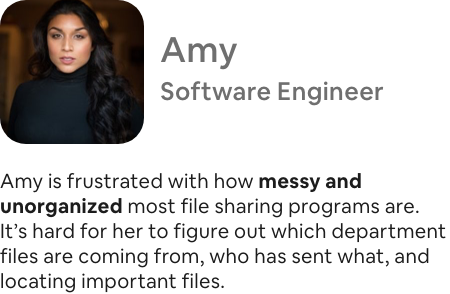 Amy
Software Engineer
Amy is frustrated with how messy and
unorganized most file sharing programs are.
It's hard for her to figure out which department
files are coming from, who has sent what, and
locating important files.